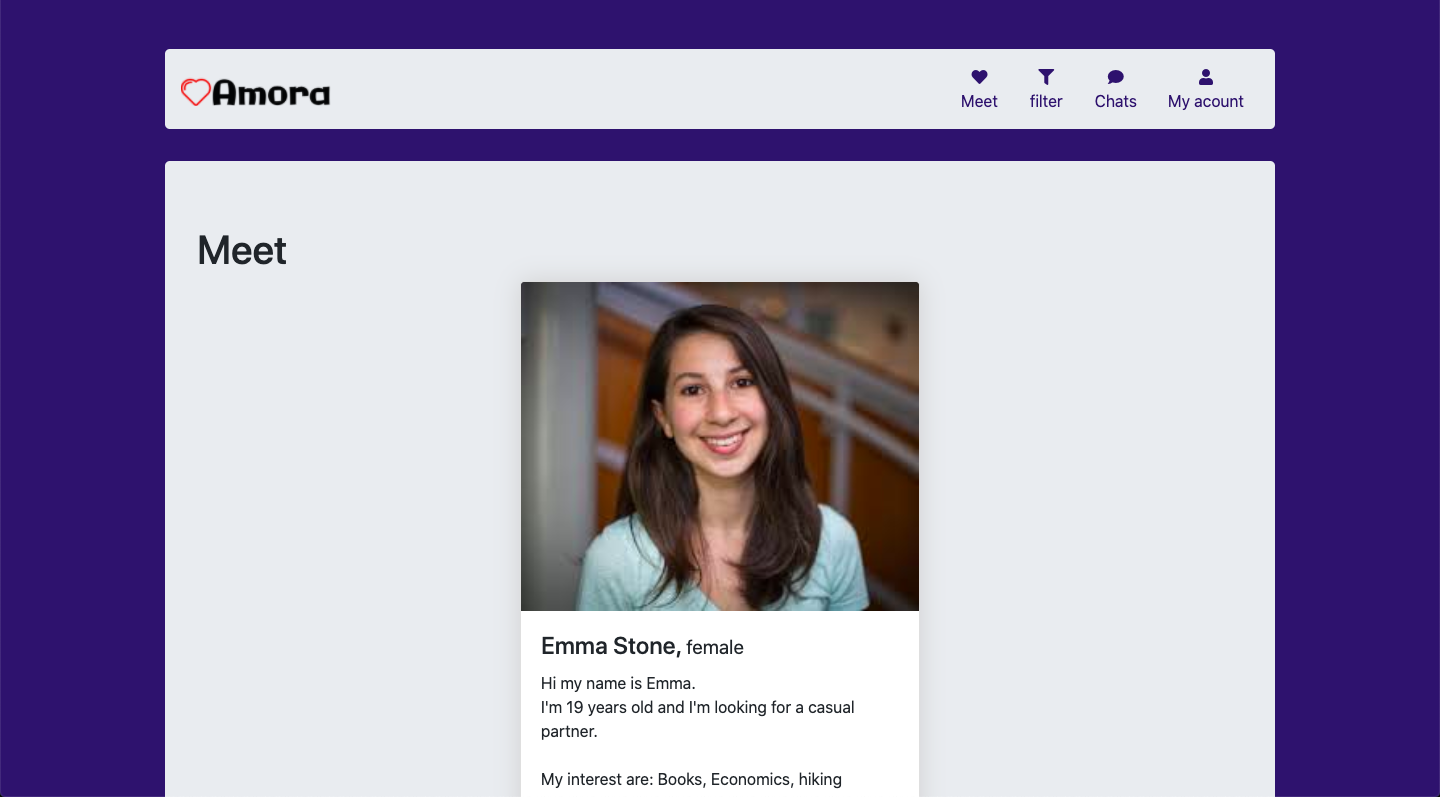 Amora
Meet
filter
Chats
My acount
Meet
Emma Stone, female
Hi my name is Emma.
I'm 19 years old and I'm looking for a casual
partner.
My interest are: Books, Economics, hiking